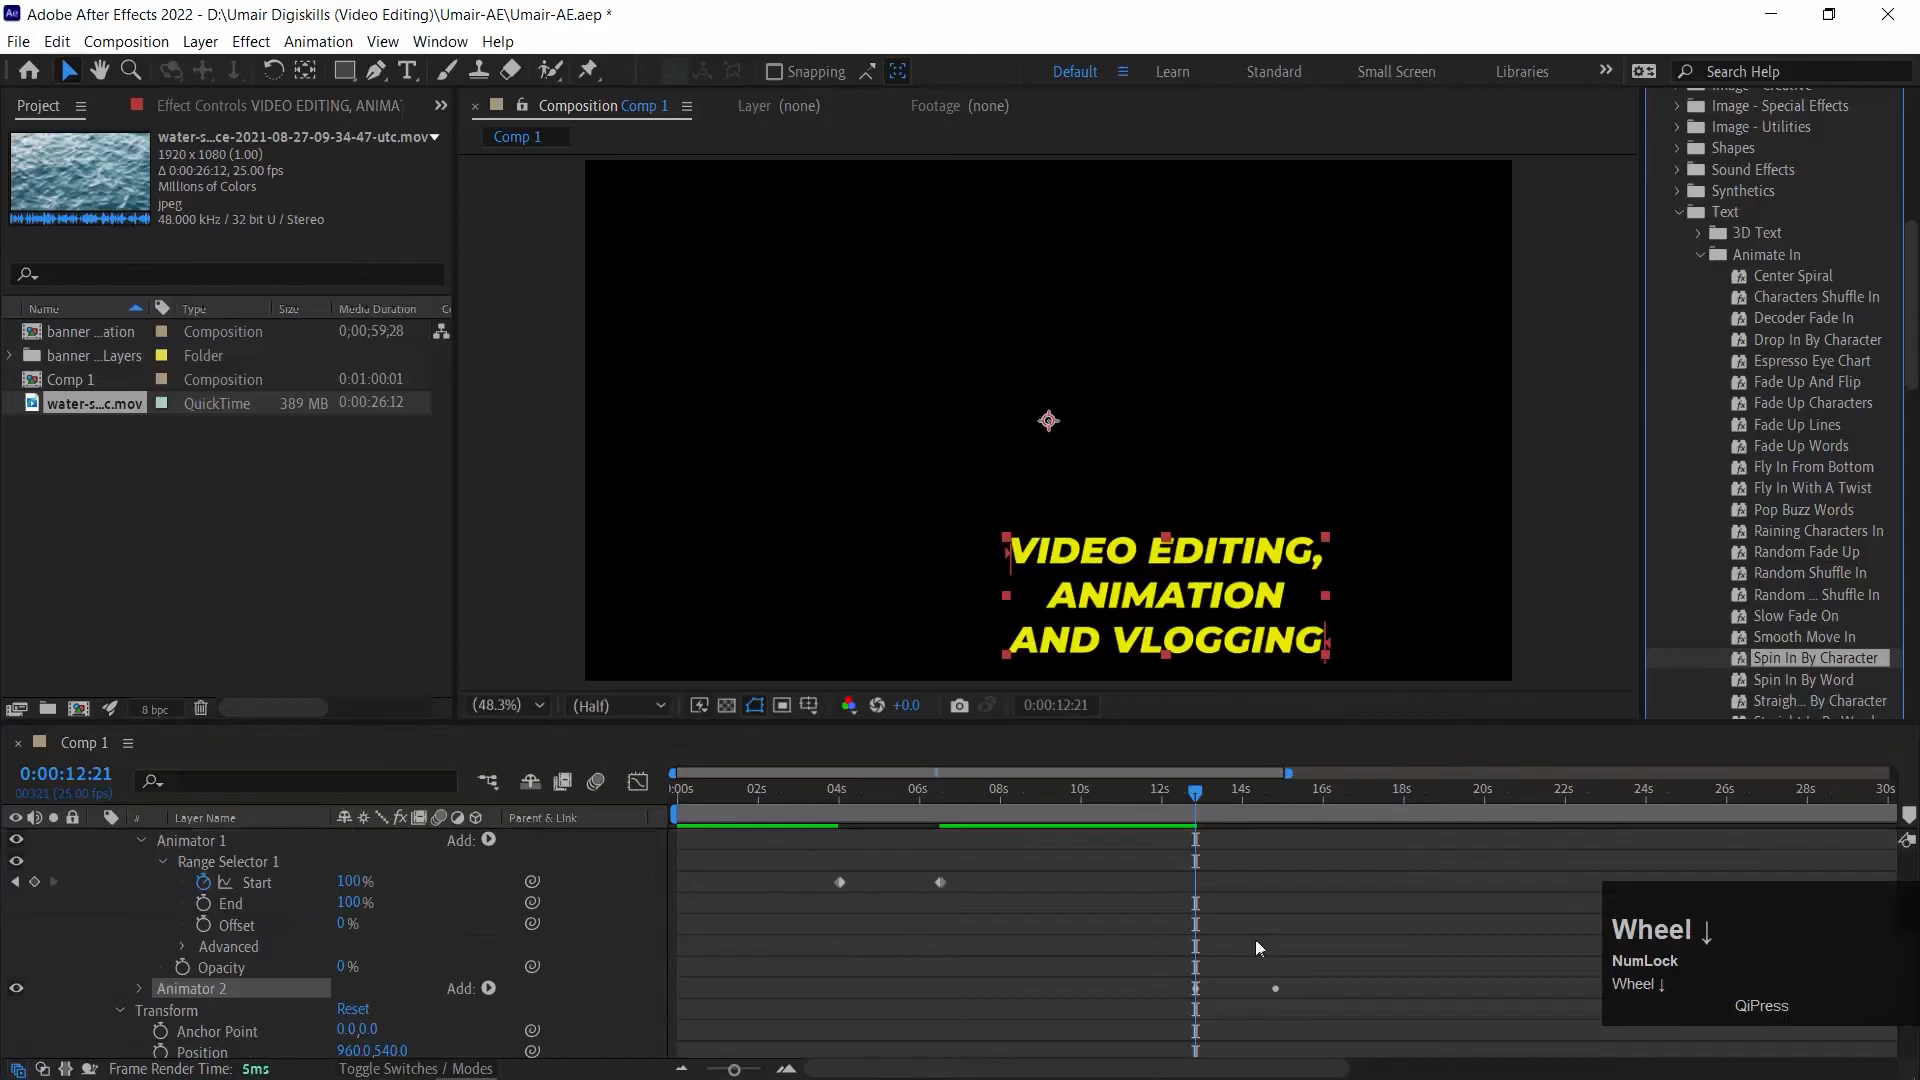 Adobe After Effects 2022 - D:\Umair Digiskills (Video Editing)\Umair-AE\Umair-AE.aep *
File Edit Composition Layer Effect Animation View Window Help
Snapping
Default Learn Standard Small Screen Libraries
Search Help
Project
Effect Controls VIDEO EDITING, ANIMA
Composition Comp 1
Layer (none)
Footage (none)
Comp 1
water-s...ce-2021-08-27-09-34-47-utc.mov
1920 x 1080 (1.00)
Δ 0:00:26:12, 25.00 fps
Millions of Colors
jpeg
48.000 kHz / 32 bit U / Stereo
Name Type Size Media Duration
banner ...ation Composition 0;00;59;28
banner ...Layers Folder
Comp 1 Composition 0:01:00:01
water-s...c.mov QuickTime 389 MB 0:00:26:12
8 bpc
VIDEO EDITING,
ANIMATION
AND VLOGGING
(48.3%) (Half) +0.0 0:00:12:21
Image - Special Effects
Image - Utilities
Shapes
Sound Effects
Synthetics
Text
3D Text
Animate In
Center Spiral
Characters Shuffle In
Decoder Fade In
Drop In By Character
Espresso Eye Chart
Fade Up And Flip
Fade Up Characters
Fade Up Lines
Fade Up Words
Fly In From Bottom
Fly In With A Twist
Pop Buzz Words
Raining Characters In
Random Fade Up
Random Shuffle In
Random ... Shuffle In
Slow Fade On
Smooth Move In
Spin In By Character
Spin In By Word
Straigh... By Character
Comp 1
0:00:12:21
00321 (25.00 fps)
:00s 02s 04s 06s 08s 10s 12s 14s 16s 18s 20s 22s 24s 26s 28s 30s
# Layer Name Parent & Link
Animator 1 Add:
Range Selector 1
Start 100%
End 100%
Offset 0%
Advanced
Opacity 0%
Animator 2 Add:
Transform Reset
Anchor Point 0.0,0.0
Position 960.0,540.0
Frame Render Time: 5ms
Toggle Switches / Modes
Wheel ↓
NumLock
Wheel ↓
QiPress